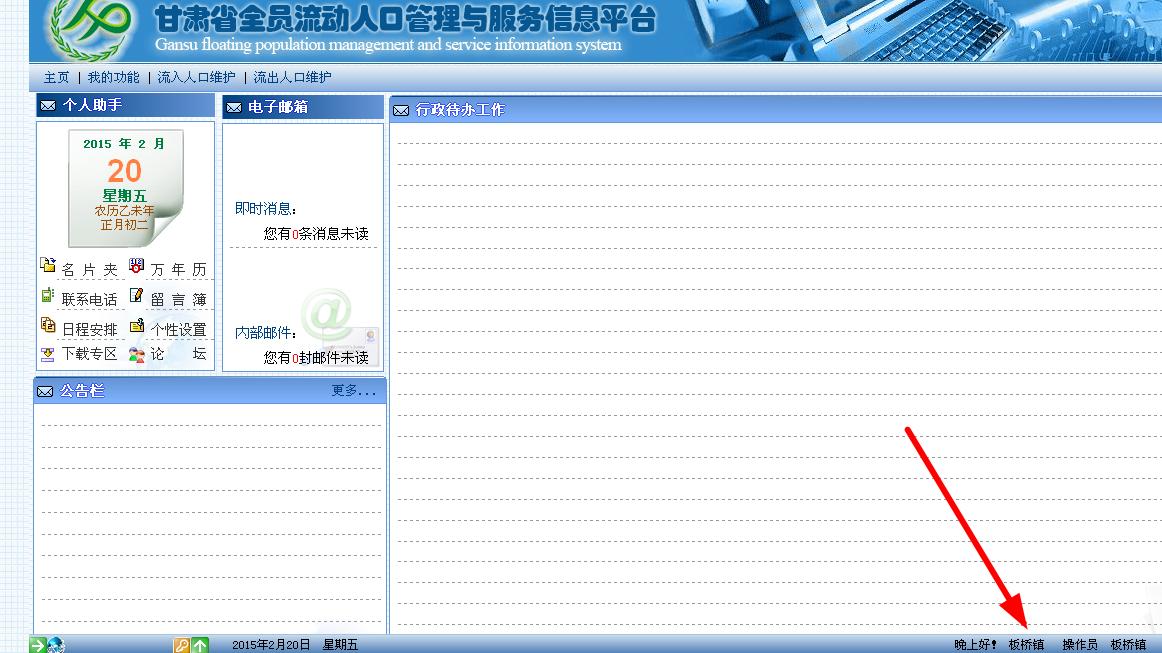 甘肃省全员流动人口管理与服务信息平台
Gansu floating population management and service information system
主页 | 我的功能 | 流入人口维护 | 流出人口维护
个人助手
2015 年 2 月
20
星期五
农历乙未年
正月初二
名 片 夹 万 年 历
联系电话 留 言 簿
日程安排 个性设置
下载专区 论 坛
电子邮箱
即时消息：
您有0条消息未读
内部邮件：
您有0封邮件未读
行政待办工作
公告栏 更多...
2015年2月20日 星期五 晚上好！ 板桥镇 操作员 板桥镇